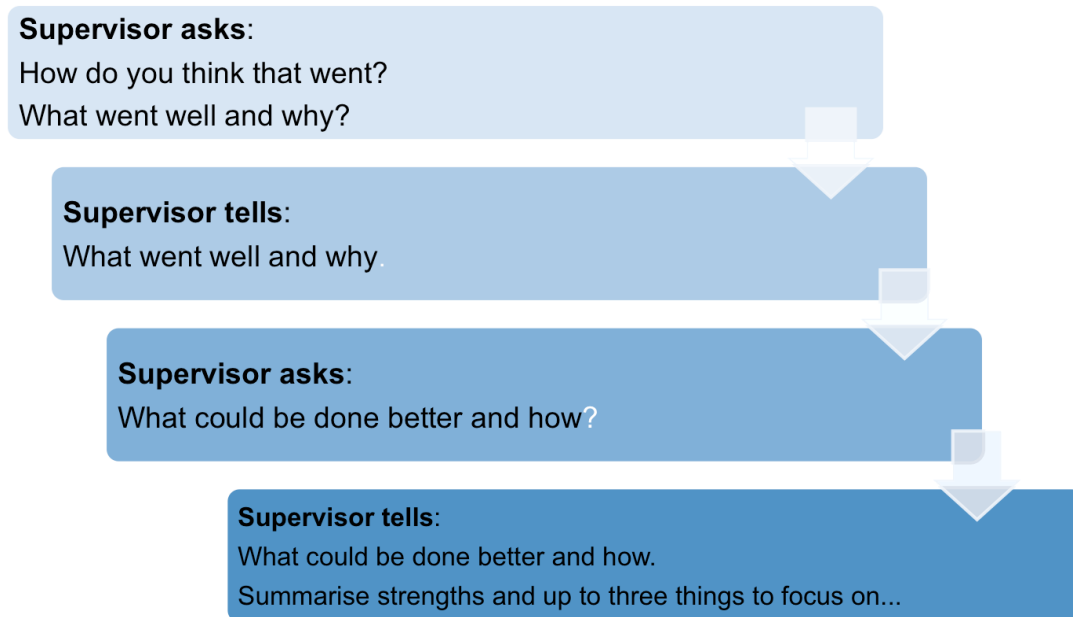 Supervisor asks:
How do you think that went?
What went well and why?
Supervisor tells:
What went well and why.
Supervisor asks:
What could be done better and how?
Supervisor tells:
What could be done better and how.
Summarise strengths and up to three things to focus on...